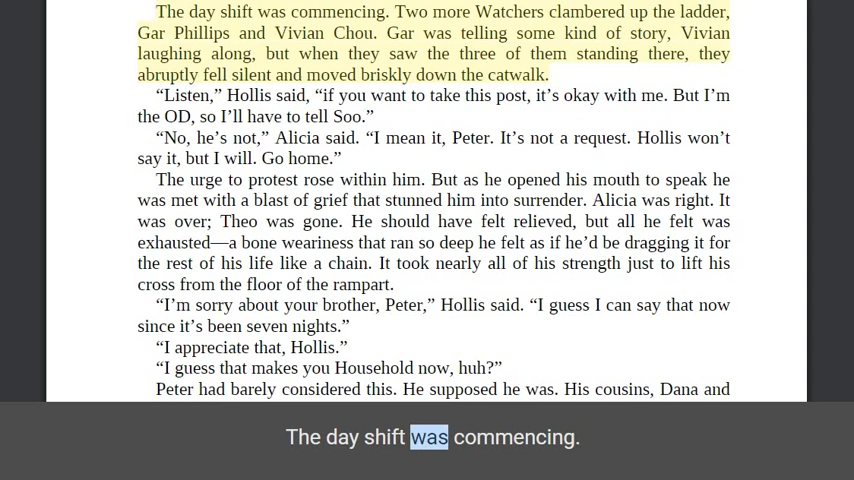 The day shift was commencing. Two more Watchers clambered up the ladder,
Gar Phillips and Vivian Chou. Gar was telling some kind of story, Vivian
laughing along, but when they saw the three of them standing there, they
abruptly fell silent and moved briskly down the catwalk.
“Listen,” Hollis said, “if you want to take this post, it’s okay with me. But I’m
the OD, so I’ll have to tell Soo.”
“No, he’s not,” Alicia said. “I mean it, Peter. It’s not a request. Hollis won’t
say it, but I will. Go home.”
The urge to protest rose within him. But as he opened his mouth to speak he
was met with a blast of grief that stunned him into surrender. Alicia was right. It
was over; Theo was gone. He should have felt relieved, but all he felt was
exhausted—a bone weariness that ran so deep he felt as if he’d be dragging it for
the rest of his life like a chain. It took nearly all of his strength just to lift his
cross from the floor of the rampart.
“I’m sorry about your brother, Peter,” Hollis said. “I guess I can say that now
since it’s been seven nights.”
“I appreciate that, Hollis.”
“I guess that makes you Household now, huh?”
Peter had barely considered this. He supposed he was. His cousins, Dana and
The day shift was commencing.